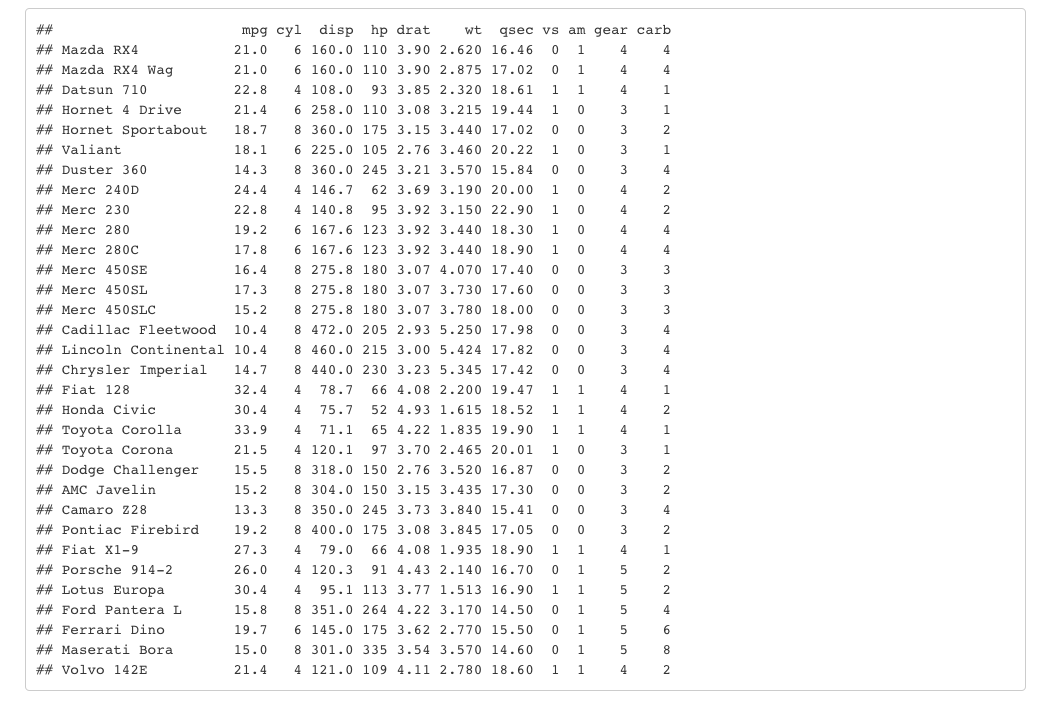 ##                      mpg cyl  disp  hp drat    wt  qsec vs am gear carb
## Mazda RX4           21.0   6 160.0 110 3.90 2.620 16.46  0  1    4    4
## Mazda RX4 Wag       21.0   6 160.0 110 3.90 2.875 17.02  0  1    4    4
## Datsun 710          22.8   4 108.0  93 3.85 2.320 18.61  1  1    4    1
## Hornet 4 Drive      21.4   6 258.0 110 3.08 3.215 19.44  1  0    3    1
## Hornet Sportabout   18.7   8 360.0 175 3.15 3.440 17.02  0  0    3    2
## Valiant             18.1   6 225.0 105 2.76 3.460 20.22  1  0    3    1
## Duster 360          14.3   8 360.0 245 3.21 3.570 15.84  0  0    3    4
## Merc 240D           24.4   4 146.7  62 3.69 3.190 20.00  1  0    4    2
## Merc 230            22.8   4 140.8  95 3.92 3.150 22.90  1  0    4    2
## Merc 280            19.2   6 167.6 123 3.92 3.440 18.30  1  0    4    4
## Merc 280C           17.8   6 167.6 123 3.92 3.440 18.90  1  0    4    4
## Merc 450SE          16.4   8 275.8 180 3.07 4.070 17.40  0  0    3    3
## Merc 450SL          17.3   8 275.8 180 3.07 3.730 17.60  0  0    3    3
## Merc 450SLC         15.2   8 275.8 180 3.07 3.780 18.00  0  0    3    3
## Cadillac Fleetwood  10.4   8 472.0 205 2.93 5.250 17.98  0  0    3    4
## Lincoln Continental 10.4   8 460.0 215 3.00 5.424 17.82  0  0    3    4
## Chrysler Imperial   14.7   8 440.0 230 3.23 5.345 17.42  0  0    3    4
## Fiat 128            32.4   4  78.7  66 4.08 2.200 19.47  1  1    4    1
## Honda Civic         30.4   4  75.7  52 4.93 1.615 18.52  1  1    4    2
## Toyota Corolla      33.9   4  71.1  65 4.22 1.835 19.90  1  1    4    1
## Toyota Corona       21.5   4 120.1  97 3.70 2.465 20.01  1  0    3    1
## Dodge Challenger    15.5   8 318.0 150 2.76 3.520 16.87  0  0    3    2
## AMC Javelin         15.2   8 304.0 150 3.15 3.435 17.30  0  0    3    2
## Camaro Z28          13.3   8 350.0 245 3.73 3.840 15.41  0  0    3    4
## Pontiac Firebird    19.2   8 400.0 175 3.08 3.845 17.05  0  0    3    2
## Fiat X1-9           27.3   4  79.0  66 4.08 1.935 18.90  1  1    4    1
## Porsche 914-2       26.0   4 120.3  91 4.43 2.140 16.70  0  1    5    2
## Lotus Europa        30.4   4  95.1 113 3.77 1.513 16.90  1  1    5    2
## Ford Pantera L      15.8   8 351.0 264 4.22 3.170 14.50  0  1    5    4
## Ferrari Dino        19.7   6 145.0 175 3.62 2.770 15.50  0  1    5    6
## Maserati Bora       15.0   8 301.0 335 3.54 3.570 14.60  0  1    5    8
## Volvo 142E          21.4   4 121.0 109 4.11 2.780 18.60  1  1    4    2